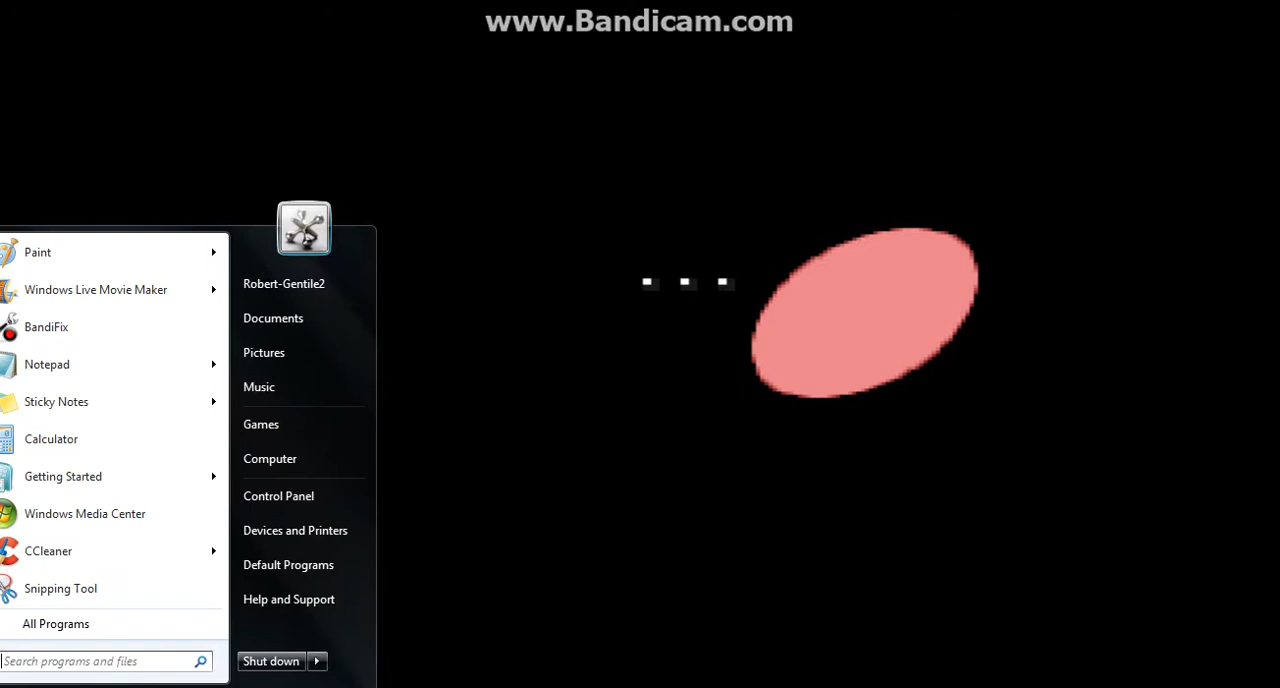 www.Bandicam.com
Paint
Windows Live Movie Maker
BandiFix
Notepad
Sticky Notes
Calculator
Getting Started
Windows Media Center
CCleaner
Snipping Tool
All Programs
Search programs and files
Robert-Gentile2
Documents
Pictures
Music
Games
Computer
Control Panel
Devices and Printers
Default Programs
Help and Support
Shut down